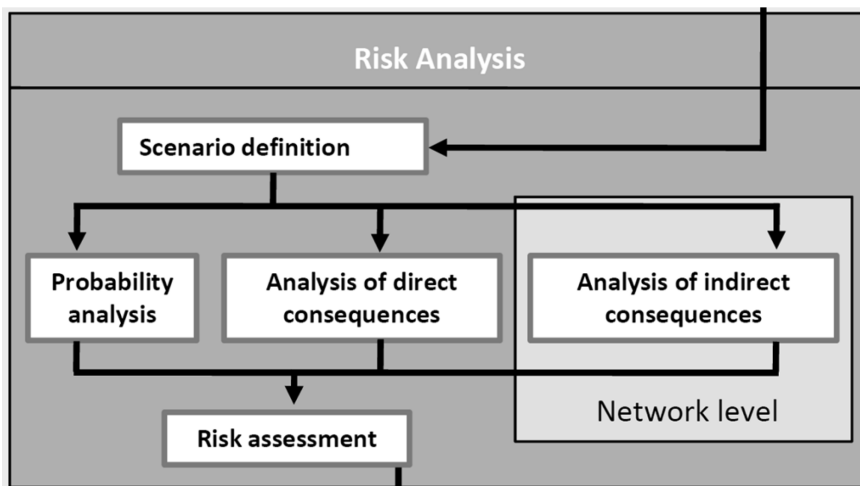 Risk Analysis
Scenario definition
Probability
analysis
Analysis of direct
consequences
Analysis of indirect
consequences
Network level
Risk assessment